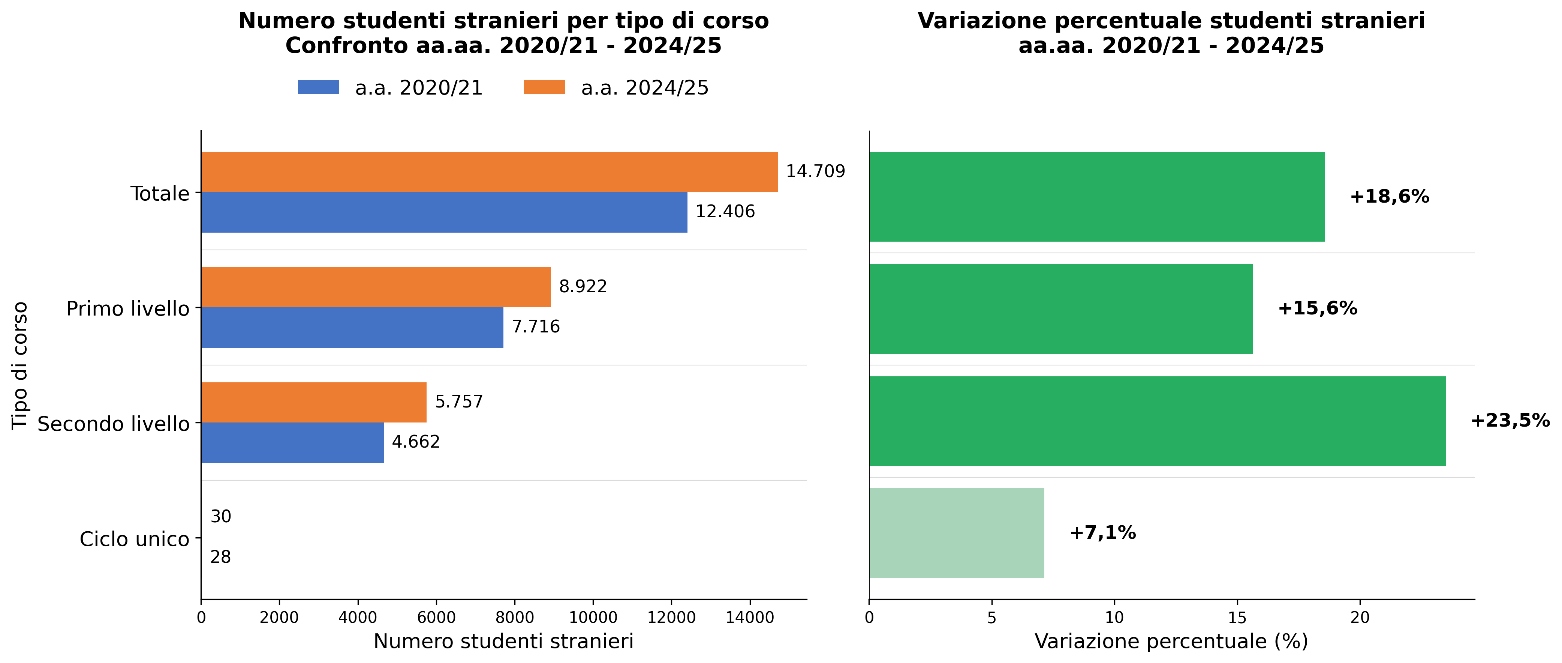 Numero studenti stranieri per tipo di corso
Confronto aa.aa. 2020/21 - 2024/25
a.a. 2020/21
a.a. 2024/25
Tipo di corso
Totale
14.709
12.406
Primo livello
8.922
7.716
Secondo livello
5.757
4.662
Ciclo unico
30
28
0 2000 4000 6000 8000 10000 12000 14000
Numero studenti stranieri
Variazione percentuale studenti stranieri
aa.aa. 2020/21 - 2024/25
+18,6%
+15,6%
+23,5%
+7,1%
0 5 10 15 20
Variazione percentuale (%)